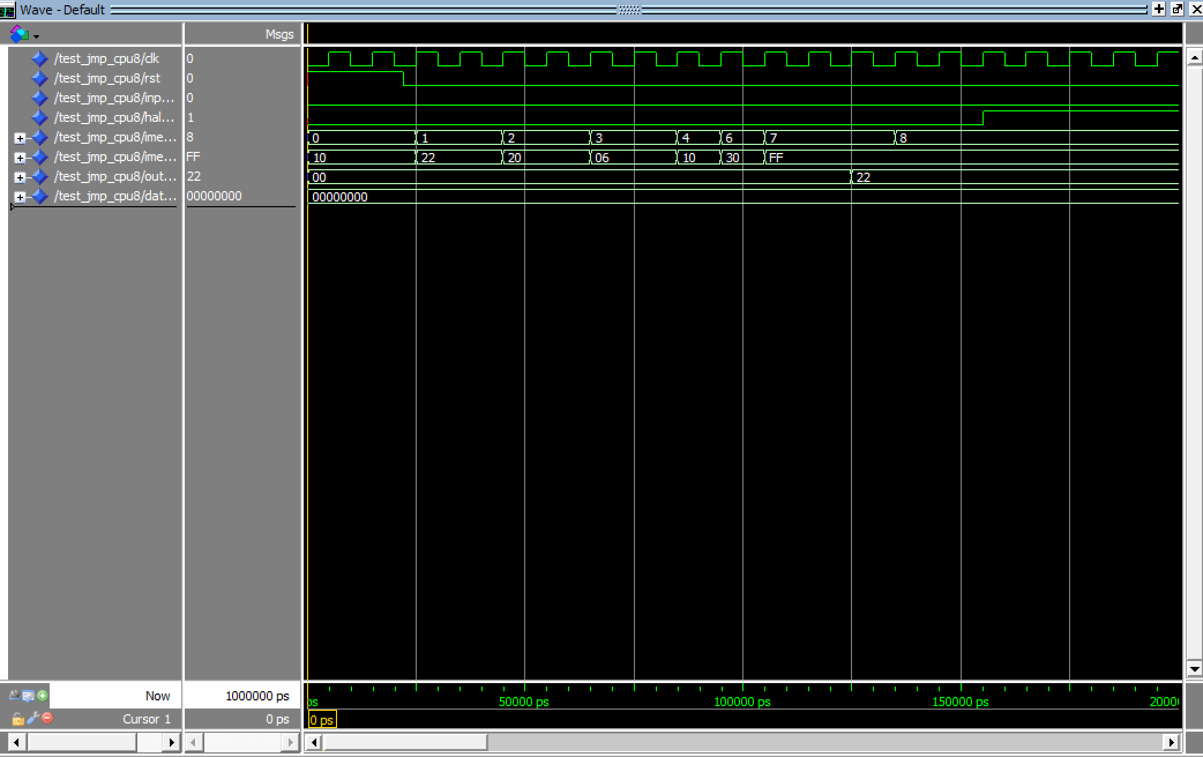 Wave - Default
Msgs
/test_jmp_cpu8/clk 0
/test_jmp_cpu8/rst 0
/test_jmp_cpu8/inp... 0
/test_jmp_cpu8/hal... 1
/test_jmp_cpu8/ime... 8 0 1 2 3 4 6 7 8
/test_jmp_cpu8/ime... FF 10 22 20 06 10 30 FF
/test_jmp_cpu8/out... 22 00 22
/test_jmp_cpu8/dat... 00000000 00000000
Now 1000000 ps ps 50000 ps 100000 ps 150000 ps 20000
Cursor 1 0 ps 0 ps